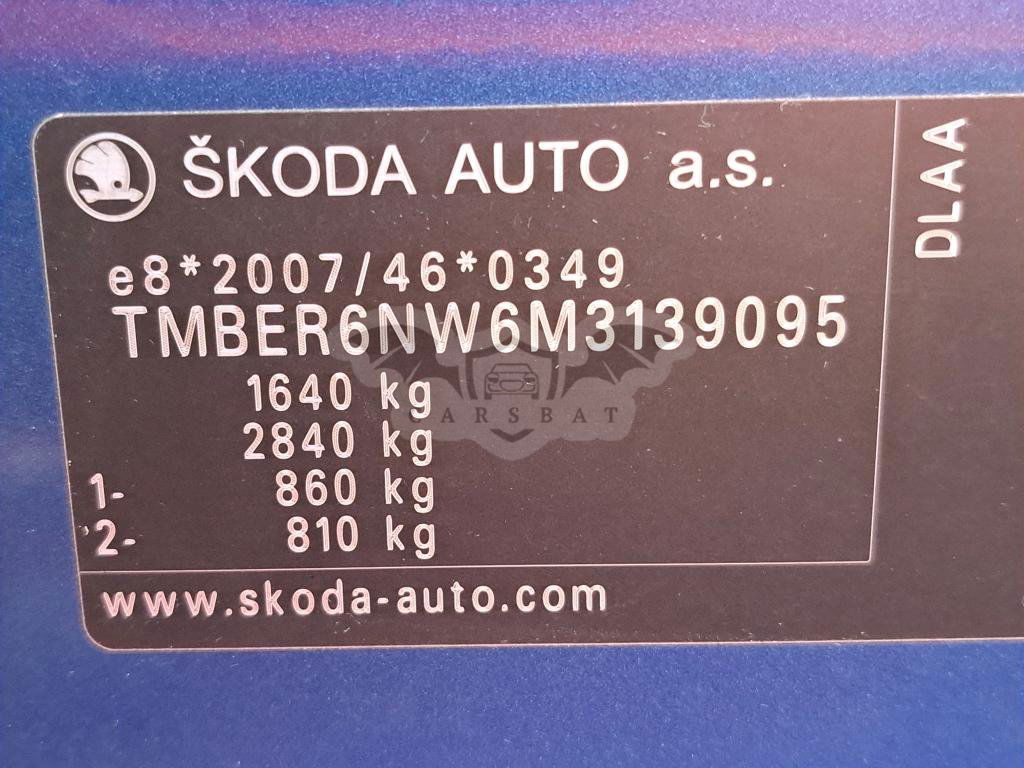 ŠKODA AUTO a.s.
e8*2007/46*0349
TMBER6NW6M3139095
1640 kg
2840 kg
1- 860 kg
2- 810 kg
www.skoda-auto.com
DLAA
CARSBAT